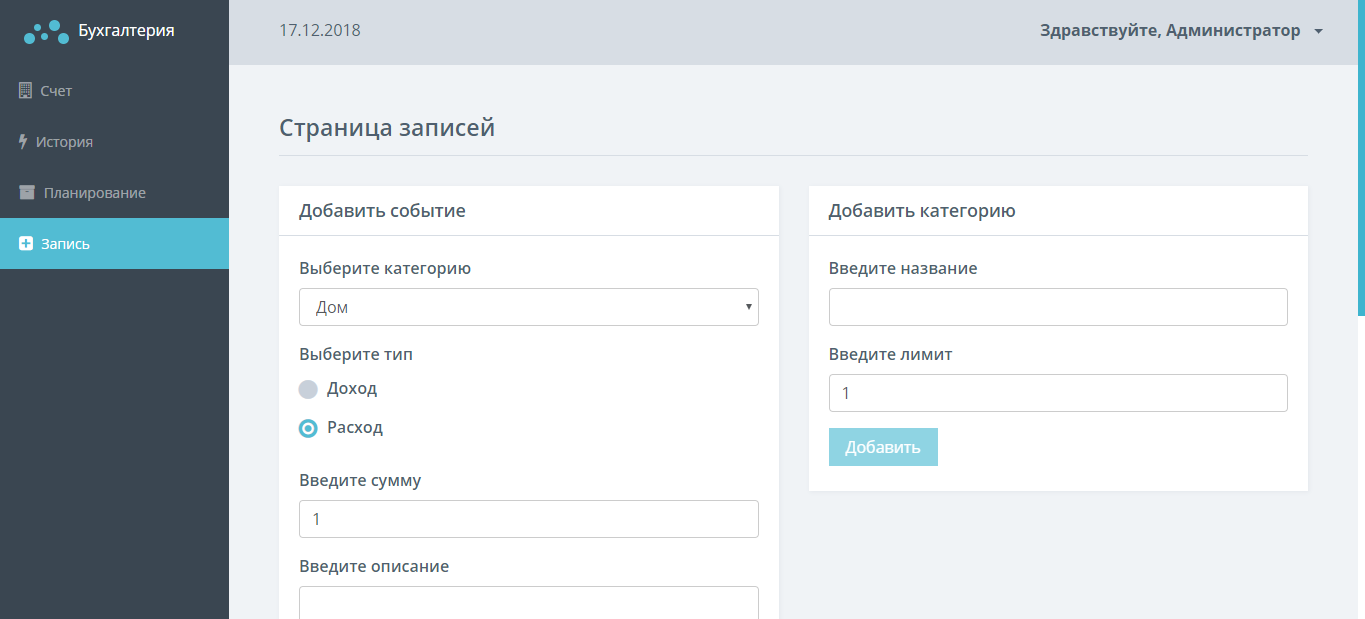 Бухгалтерия
Счет
История
Планирование
Запись
17.12.2018
Здравствуйте, Администратор
Страница записей
Добавить событие
Выберите категорию
Дом
Выберите тип
Доход
Расход
Введите сумму
1
Введите описание
Добавить категорию
Введите название
Введите лимит
1
Добавить